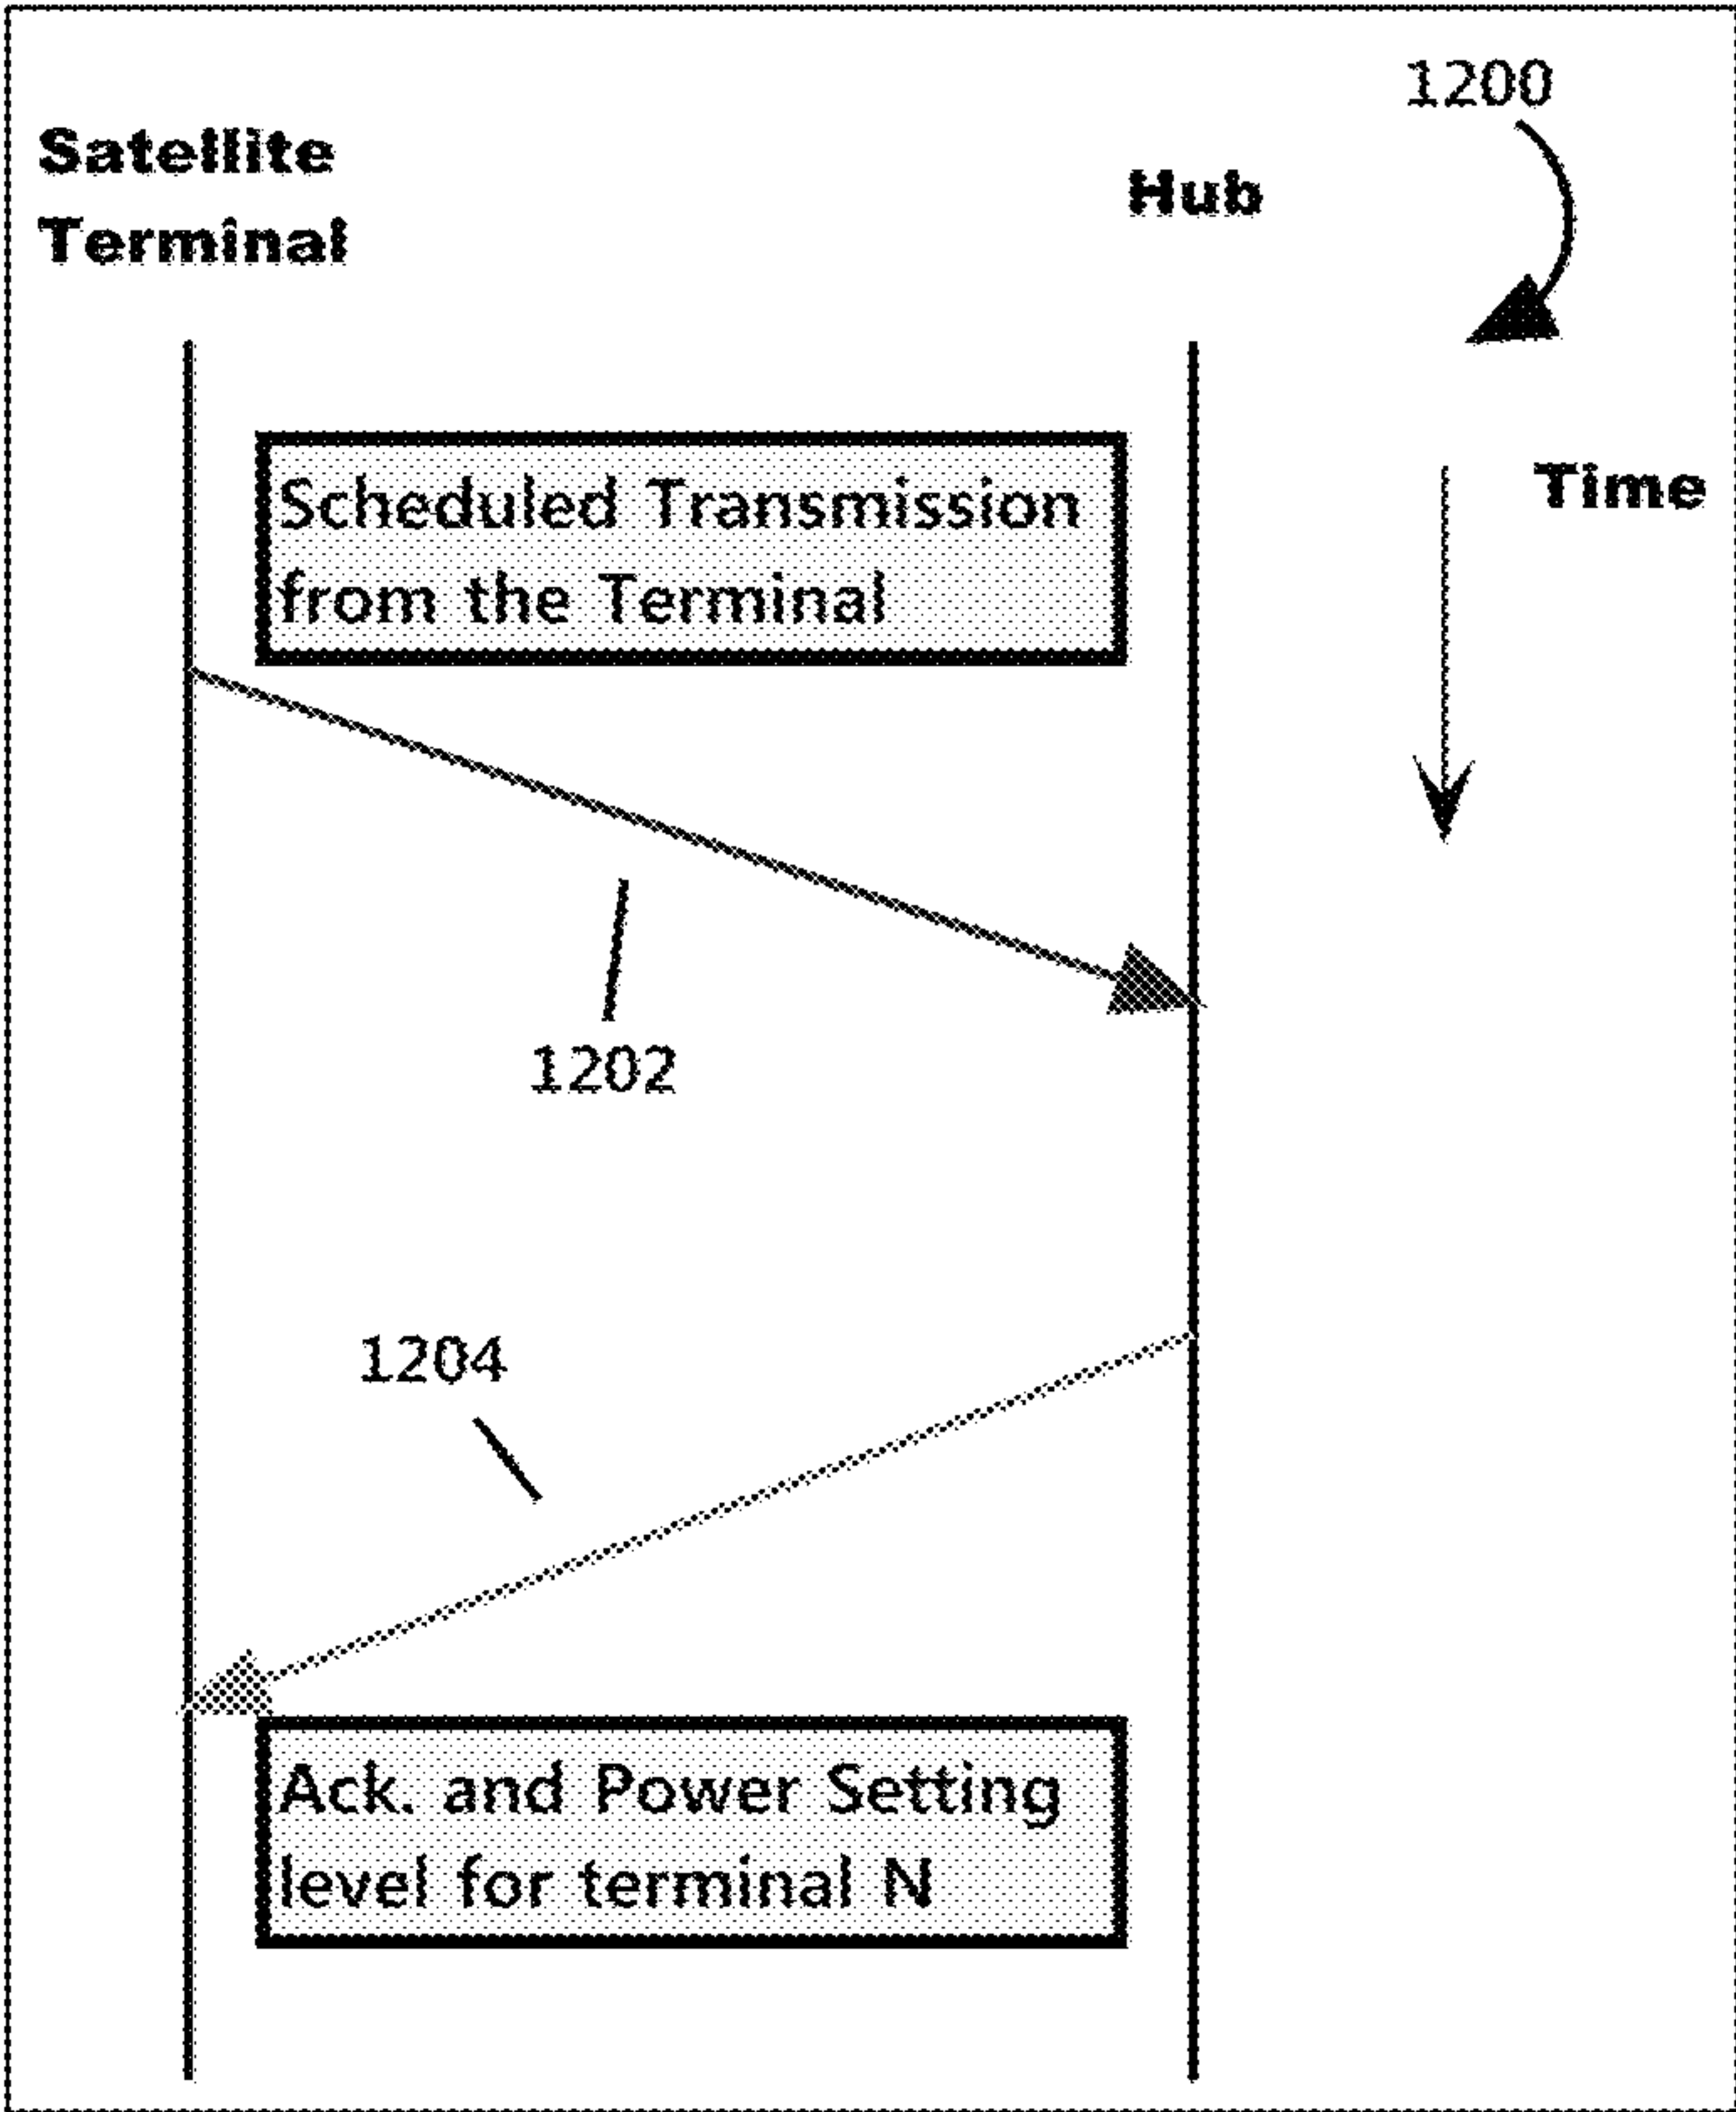 1200
Satellite
Terminal
Hub
Time
Scheduled Transmission
from the Terminal
1202
1204
Ack. and Power Setting
level for terminal N